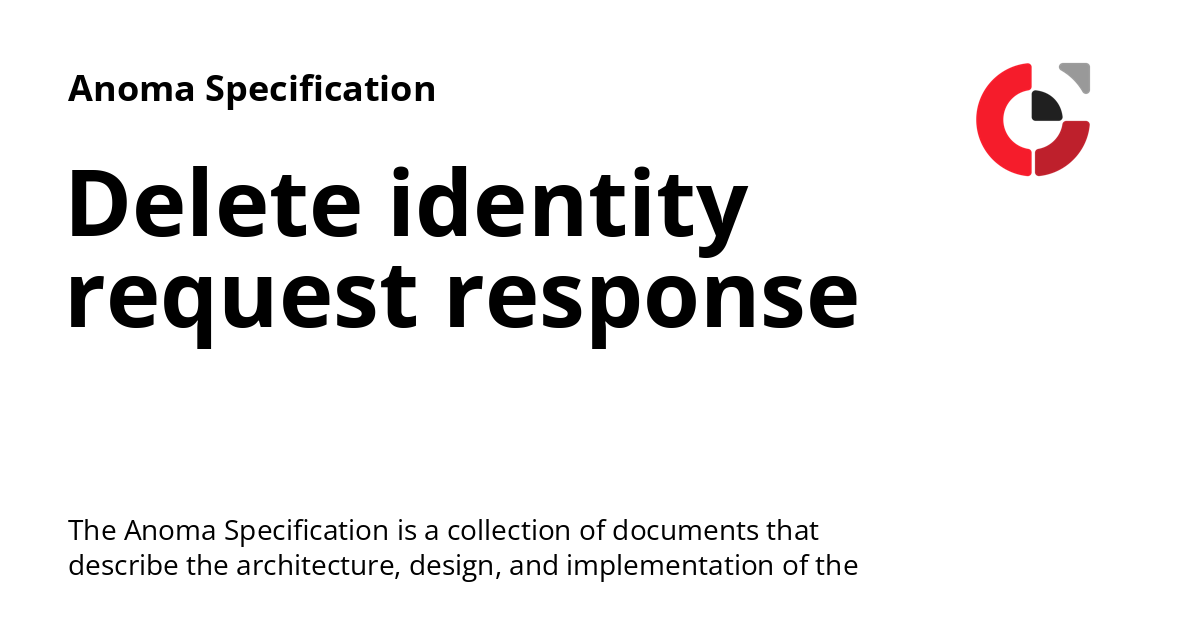 Anoma Specification
Delete identity
request response
The Anoma Specification is a collection of documents that
describe the architecture, design, and implementation of the